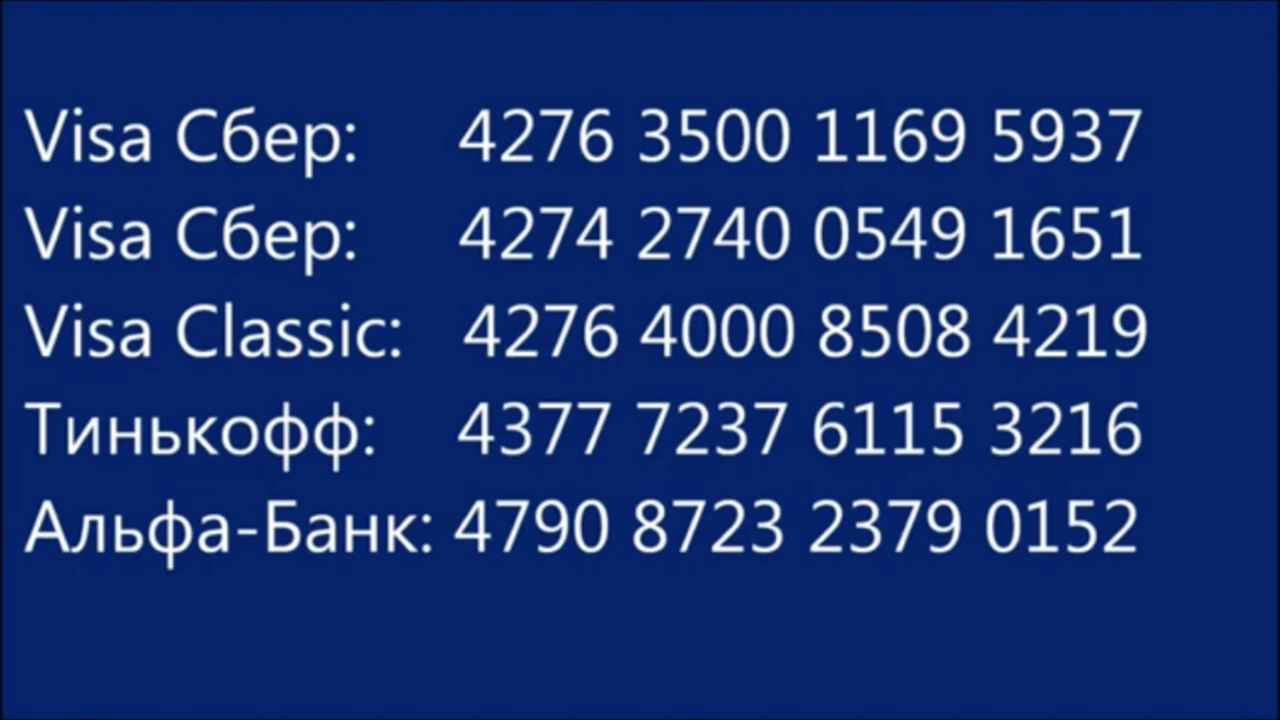 Visa Сбер: 4276 3500 1169 5937
Visa Сбер: 4274 2740 0549 1651
Visa Classic: 4276 4000 8508 4219
Тинькофф: 4377 7237 6115 3216
Альфа-Банк: 4790 8723 2379 0152